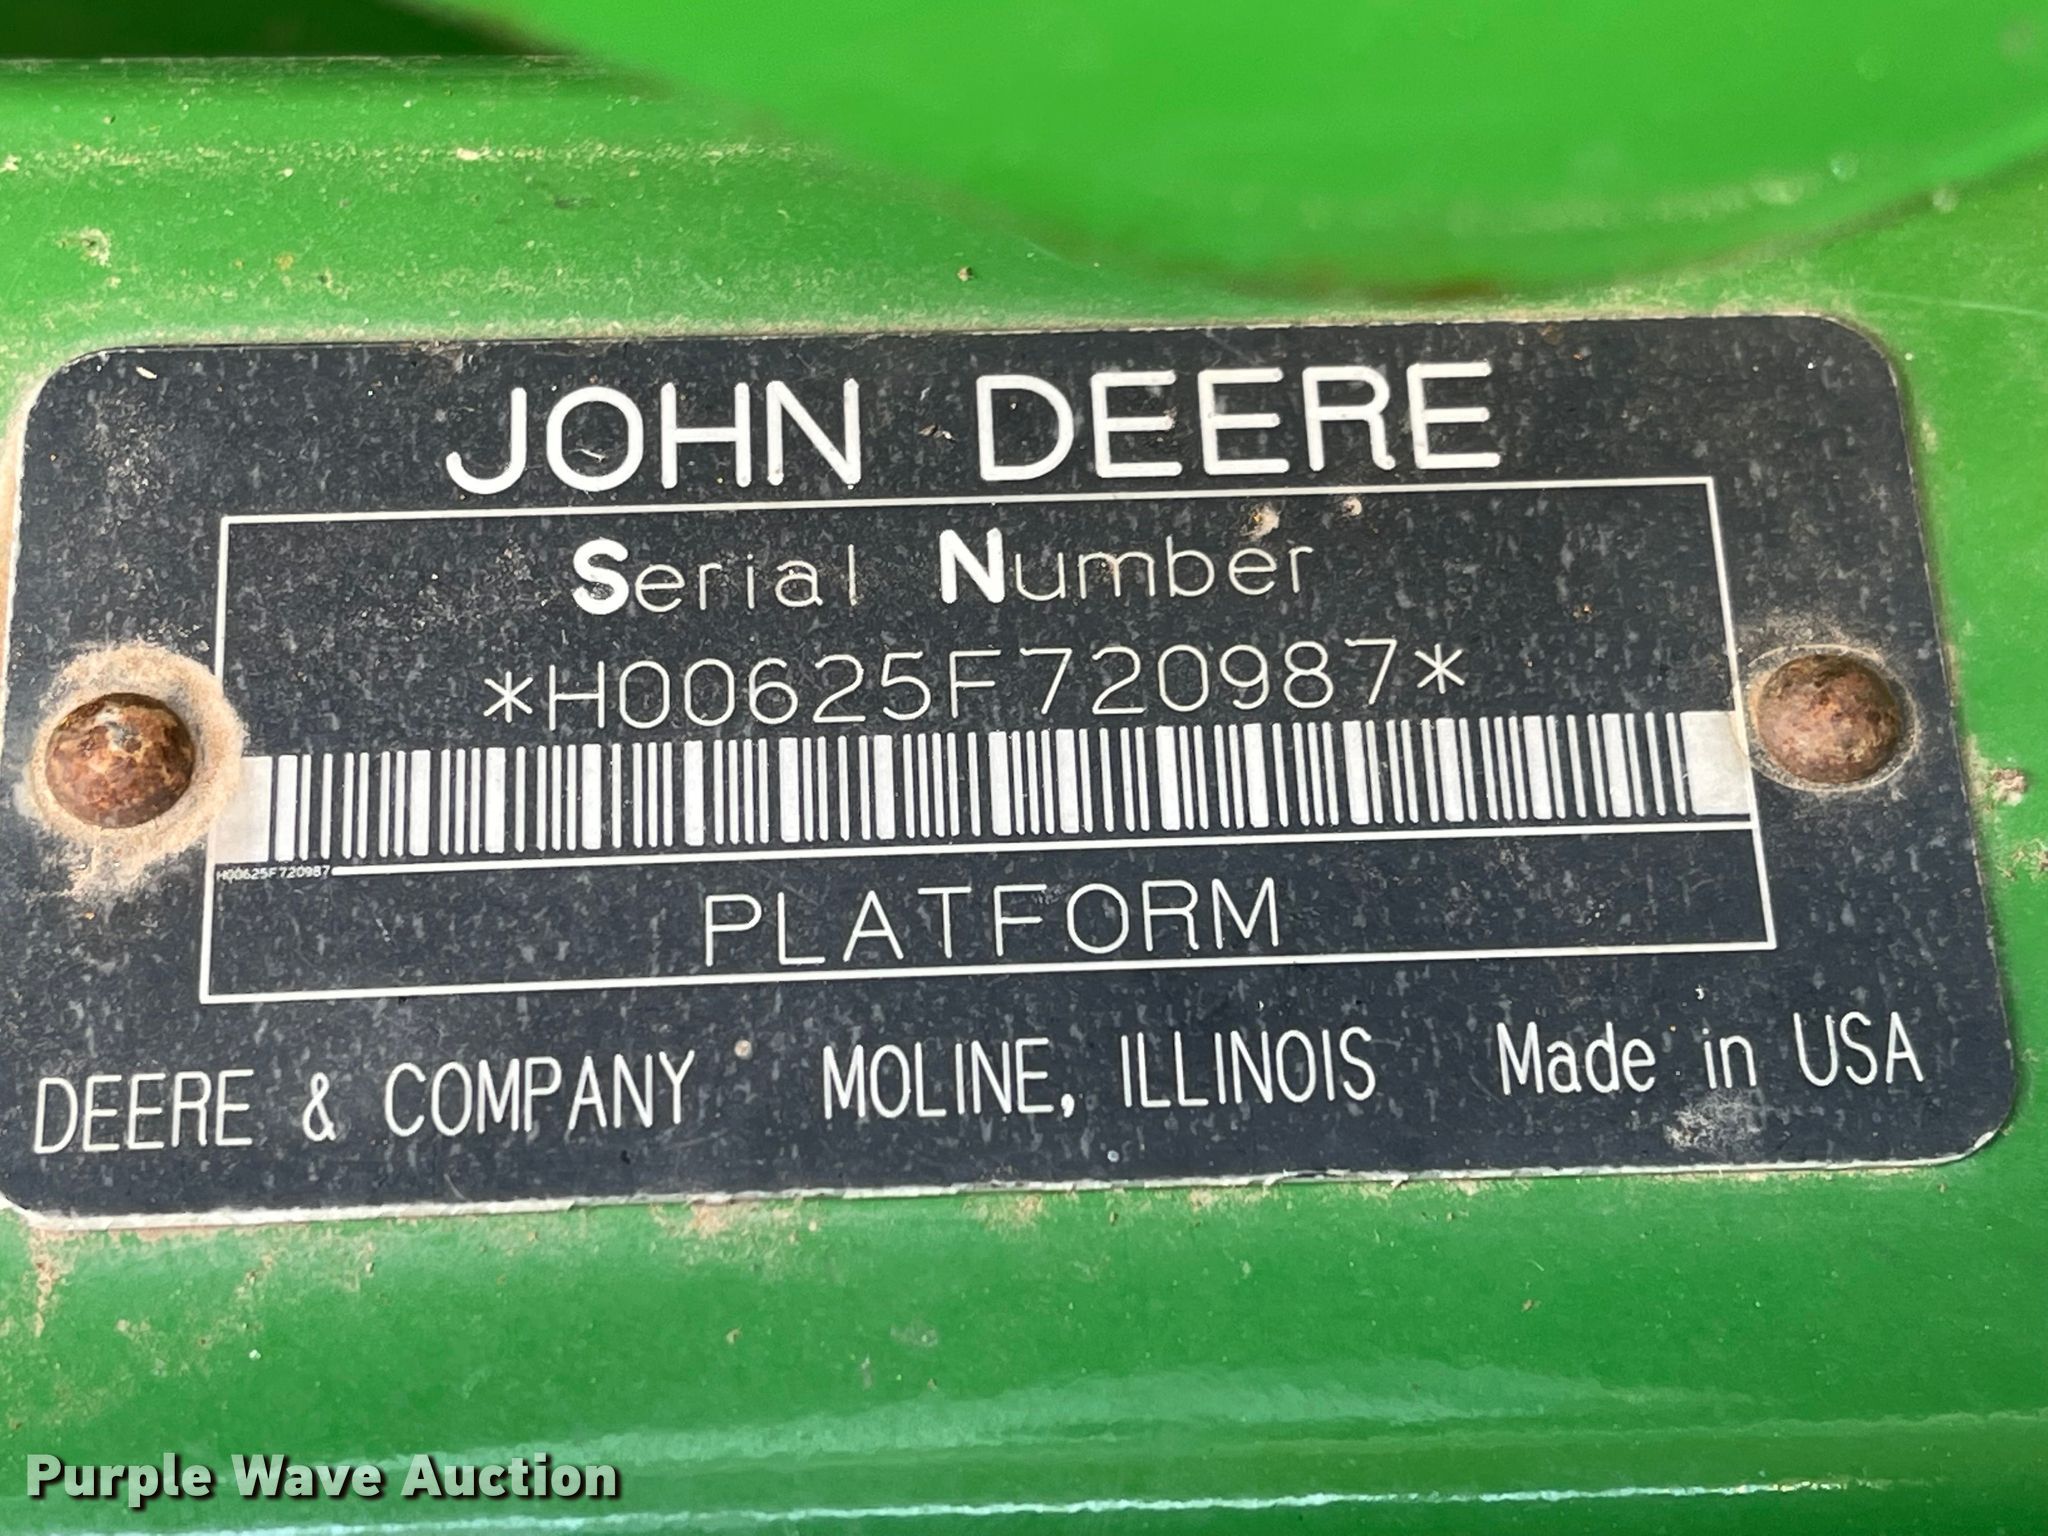 JOHN DEERE
Serial Number
*H00625F720987*
H00625F720987
PLATFORM
DEERE & COMPANY MOLINE, ILLINOIS Made in USA
Purple Wave Auction